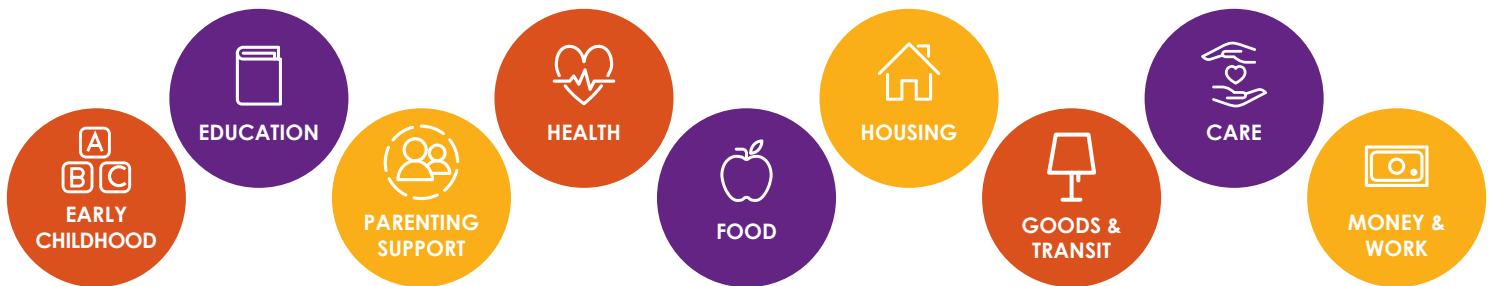 A
B C
EARLY
CHILDHOOD
EDUCATION
PARENTING
SUPPORT
HEALTH
FOOD
HOUSING
GOODS &
TRANSIT
CARE
MONEY &
WORK